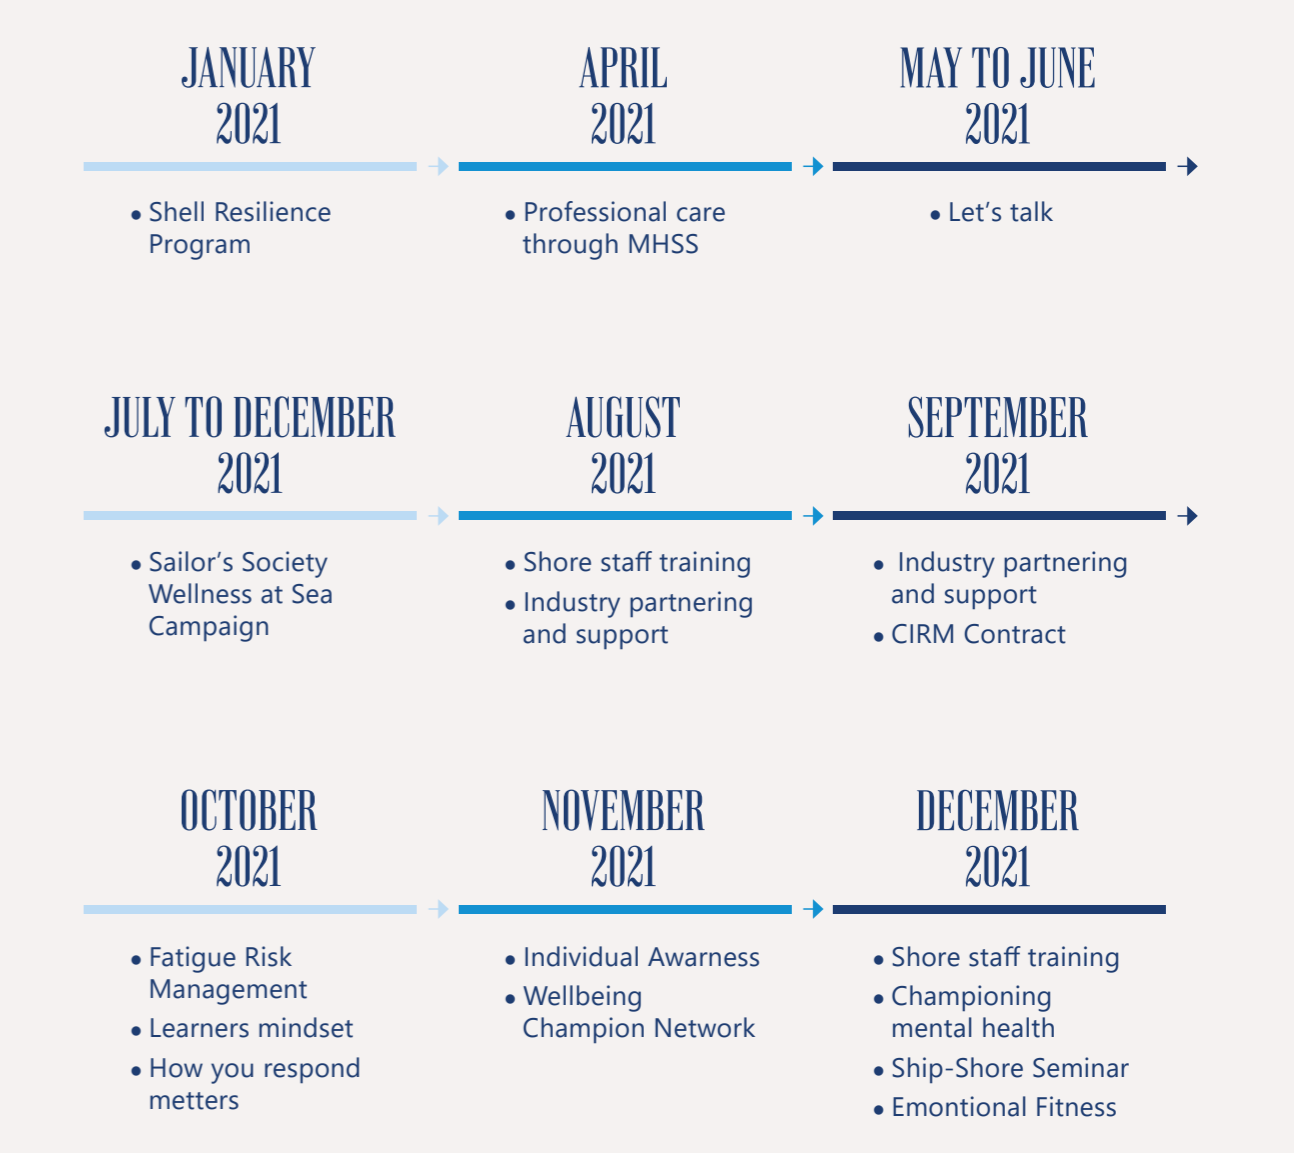 JANUARY
2021
• Shell Resilience
Program
APRIL
2021
• Professional care
through MHSS
MAY TO JUNE
2021
• Let’s talk
JULY TO DECEMBER
2021
• Sailor’s Society
Wellness at Sea
Campaign
AUGUST
2021
• Shore staff training
• Industry partnering
and support
SEPTEMBER
2021
• Industry partnering
and support
• CIRM Contract
OCTOBER
2021
• Fatigue Risk
Management
• Learners mindset
• How you respond
metters
NOVEMBER
2021
• Individual Awarness
• Wellbeing
Champion Network
DECEMBER
2021
• Shore staff training
• Championing
mental health
• Ship-Shore Seminar
• Emontional Fitness